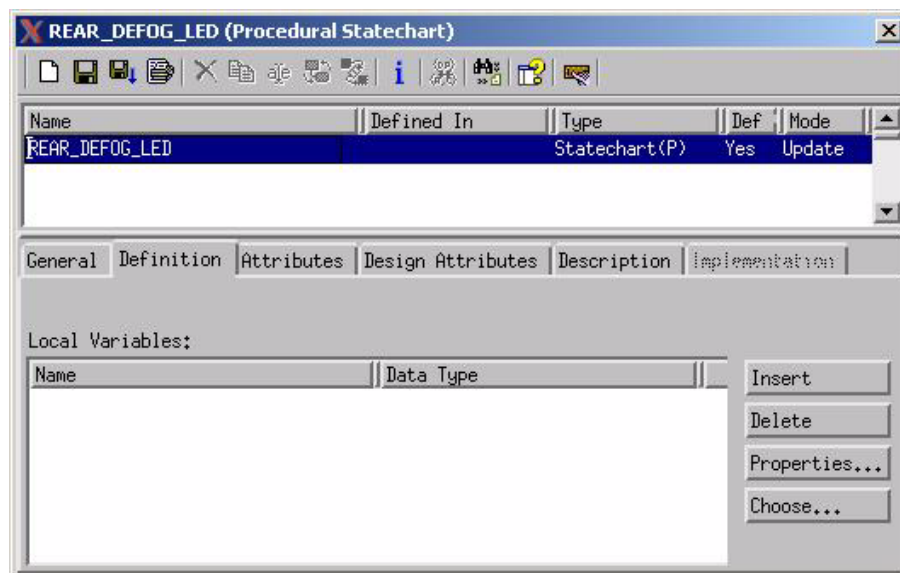 REAR_DEFOG_LED (Procedural Statechart)
Name Defined In Type Def Mode
REAR_DEFOG_LED Statechart(P) Yes Update
General Definition Attributes Design Attributes Description Implementation
Local Variables:
Name Data Type
Insert
Delete
Properties...
Choose...